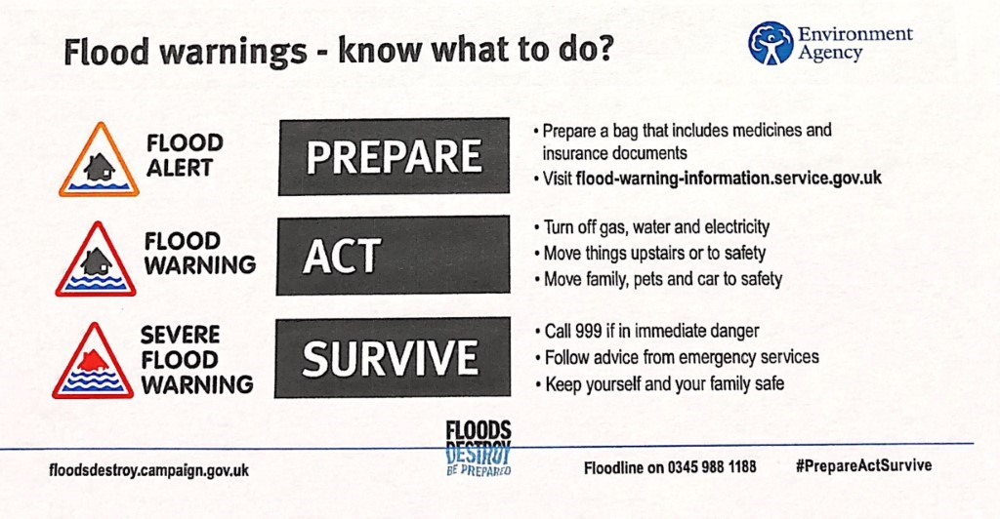 Flood warnings - know what to do?
Environment
Agency
FLOOD
ALERT
PREPARE
• Prepare a bag that includes medicines and
insurance documents
• Visit flood-warning-information.service.gov.uk
FLOOD
WARNING
ACT
• Turn off gas, water and electricity
• Move things upstairs or to safety
• Move family, pets and car to safety
SEVERE
FLOOD
WARNING
SURVIVE
• Call 999 if in immediate danger
• Follow advice from emergency services
• Keep yourself and your family safe
FLOODS
DESTROY
BE PREPARED
floodsdestroy.campaign.gov.uk
Floodline on 0345 988 1188
#PrepareActSurvive